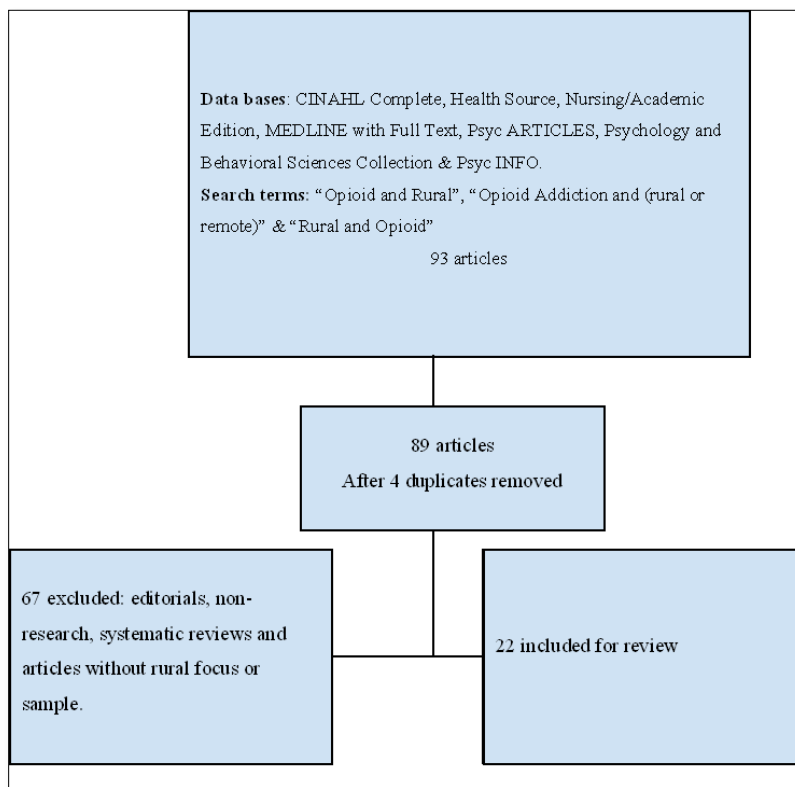 Data bases: CINAHL Complete, Health Source, Nursing/Academic
Edition, MEDLINE with Full Text, Psyc ARTICLES, Psychology and
Behavioral Sciences Collection & Psyc INFO.
Search terms: “Opioid and Rural”, “Opioid Addiction and (rural or
remote)” & “Rural and Opioid”
93 articles
89 articles
After 4 duplicates removed
67 excluded: editorials, non-
research, systematic reviews and
articles without rural focus or
sample.
22 included for review